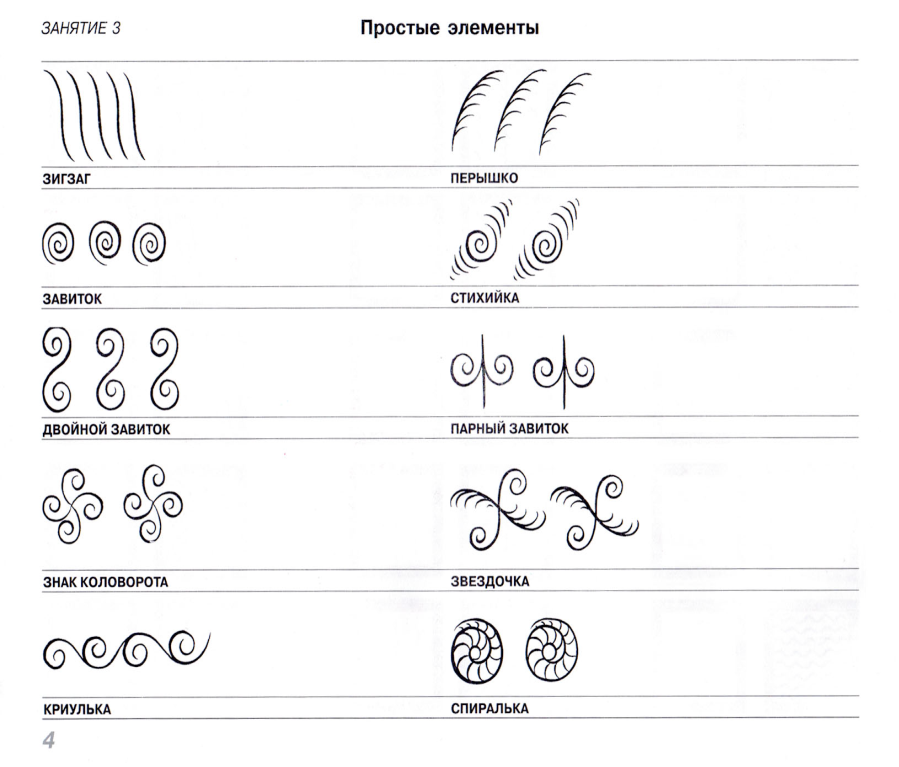 ЗАНЯТИЕ 3
Простые элементы
ЗИГЗАГ
ПЕРЫШКО
ЗАВИТОК
СТИХИЙКА
ДВОЙНОЙ ЗАВИТОК
ПАРНЫЙ ЗАВИТОК
ЗНАК КОЛОВОРОТА
ЗВЕЗДОЧКА
КРИУЛЬКА
СПИРАЛЬКА
4